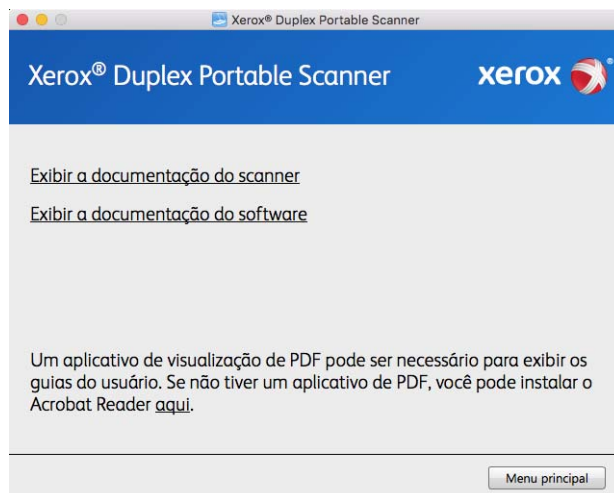 Xerox® Duplex Portable Scanner
Xerox® Duplex Portable Scanner
xerox ®
Exibir a documentação do scanner
Exibir a documentação do software
Um aplicativo de visualização de PDF pode ser necessário para exibir os
guias do usuário. Se não tiver um aplicativo de PDF, você pode instalar o
Acrobat Reader aqui.
Menu principal